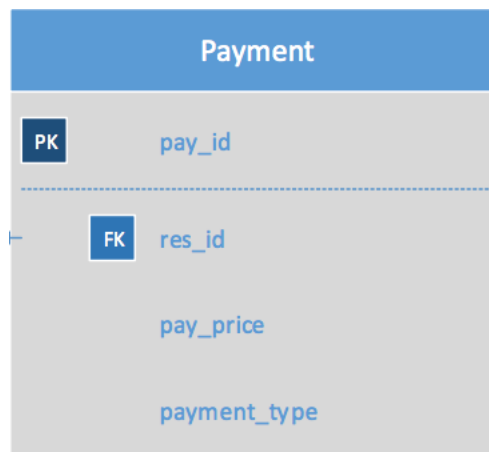 Payment
PK pay_id
FK res_id
pay_price
payment_type